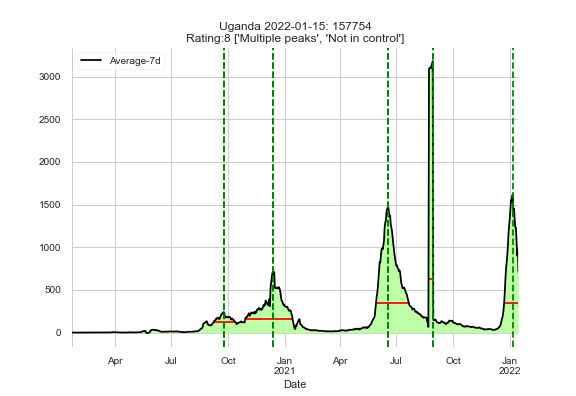 Uganda 2022-01-15: 157754
Rating:8 ['Multiple peaks', 'Not in control']
Average-7d
3000
2500
2000
1500
1000
500
0
Apr Jul Oct Jan Apr Jul Oct Jan
2021 2022
Date